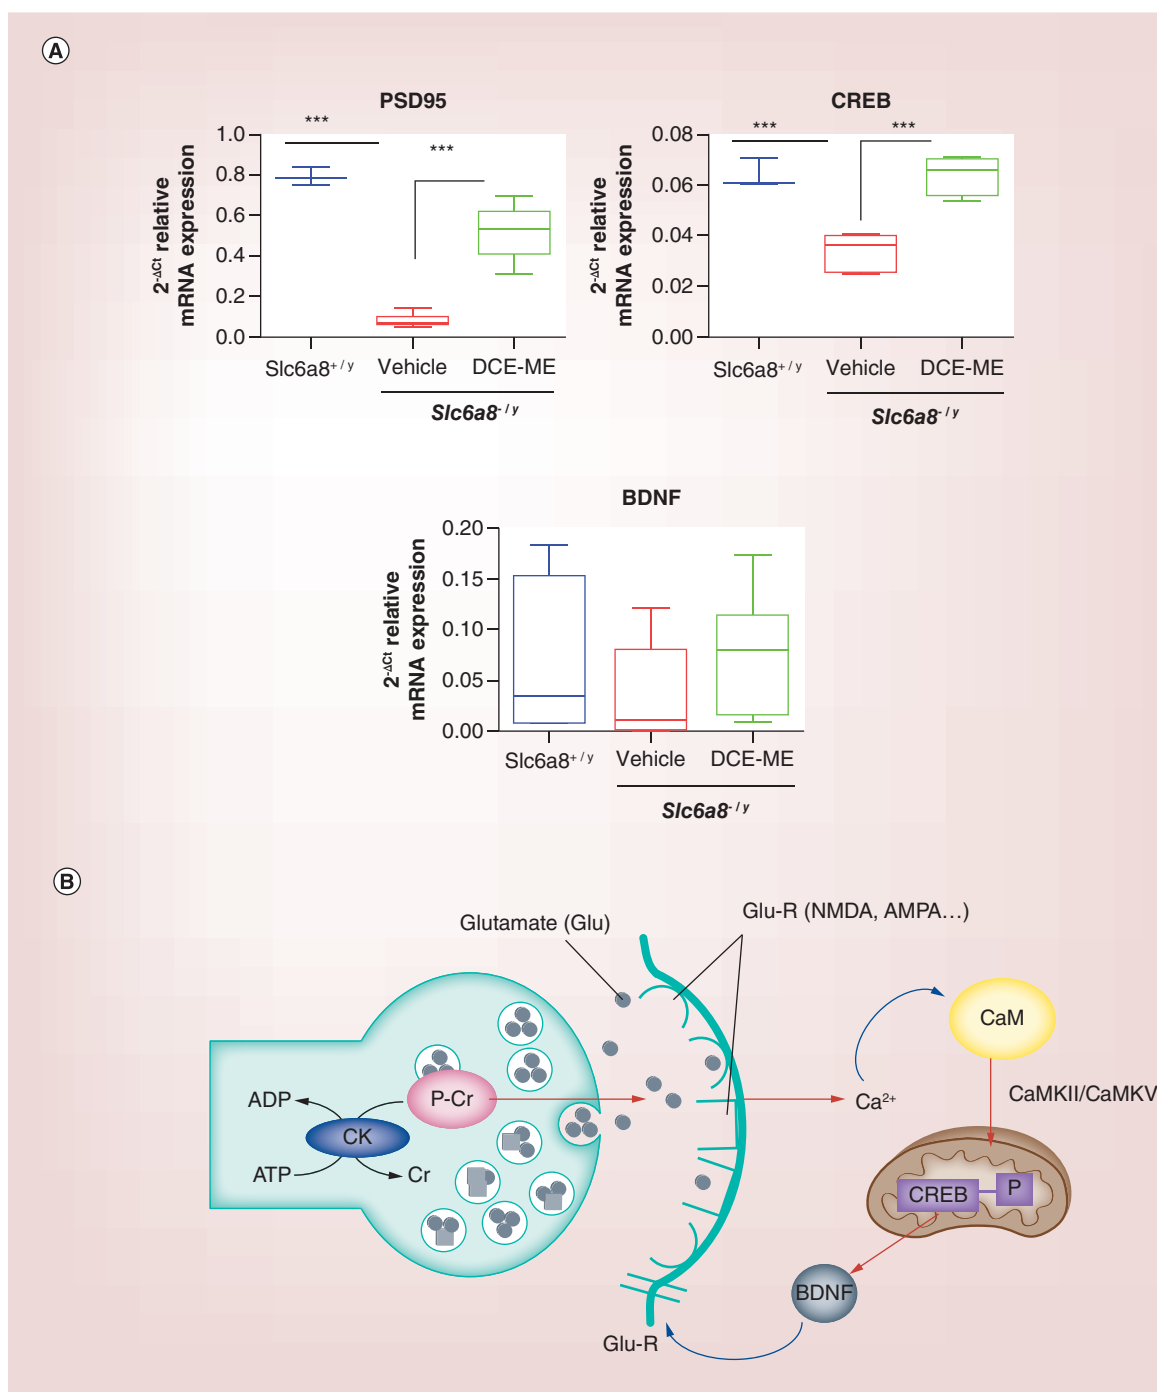 A
PSD95
***
***
2-ΔCt relative
mRNA expression
1.0
0.8
0.6
0.4
0.2
0.0
Slc6a8+ / y
Vehicle
DCE-ME
Slc6a8- / y
CREB
***
***
2-ΔCt relative
mRNA expression
0.08
0.06
0.04
0.02
0.00
Slc6a8+ / y
Vehicle
DCE-ME
Slc6a8- / y
BDNF
2-ΔCt relative
mRNA expression
0.20
0.15
0.10
0.05
0.00
Slc6a8+ / y
Vehicle
DCE-ME
Slc6a8- / y
B
Glutamate (Glu)
Glu-R (NMDA, AMPA…)
CaM
ADP
P-Cr
Ca2+
CaMKII/CaMKV
CK
ATP
Cr
CREB
P
BDNF
Glu-R